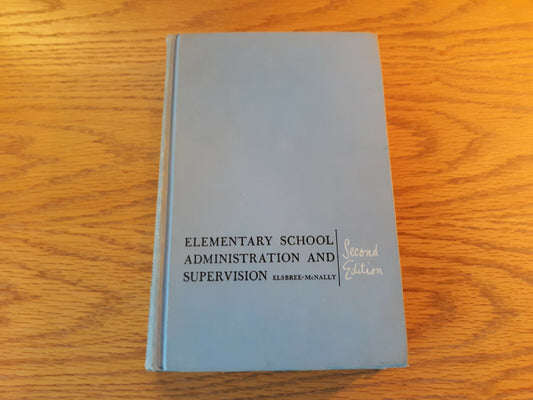 ELEMENTARY SCHOOL
ADMINISTRATION AND
SUPERVISION ELSBREE-McNALLY
Second
Edition